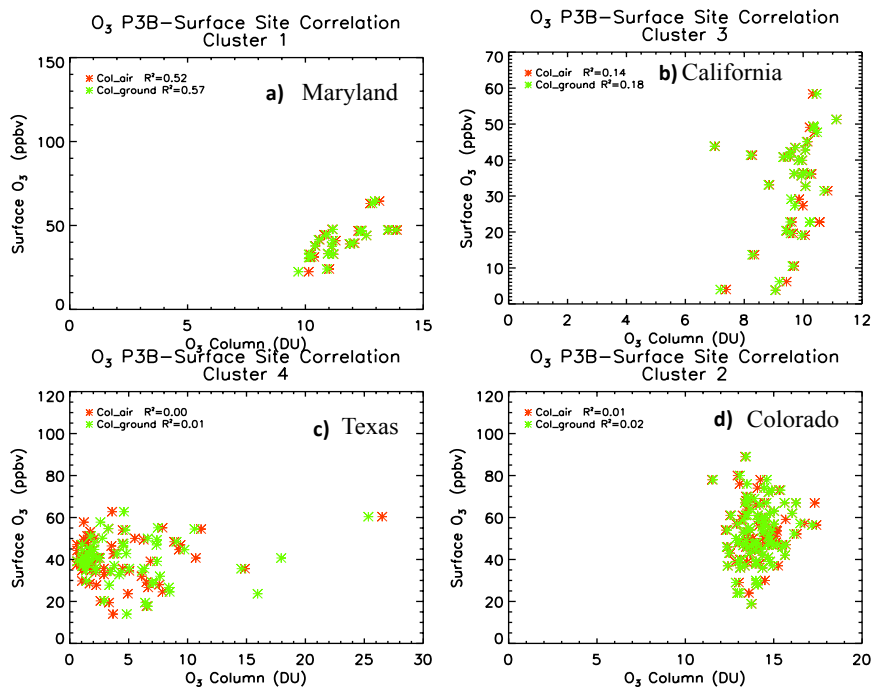 O₃ P3B−Surface Site Correlation
Cluster 1
150
100
50
0
Surface O₃ (ppbv)
Col_air R²=0.52
Col_ground R²=0.57
a) Maryland
0 5 10 15
O₃ Column (DU)
O₃ P3B−Surface Site Correlation
Cluster 3
70
60
50
40
30
20
10
0
Surface O₃ (ppbv)
Col_air R²=0.14
Col_ground R²=0.18
b) California
0 2 4 6 8 10 12
O₃ Column (DU)
O₃ P3B−Surface Site Correlation
Cluster 4
120
100
80
60
40
20
0
Surface O₃ (ppbv)
Col_air R²=0.00
Col_ground R²=0.01
c) Texas
0 5 10 15 20 25 30
O₃ Column (DU)
O₃ P3B−Surface Site Correlation
Cluster 2
120
100
80
60
40
20
0
Surface O₃ (ppbv)
Col_air R²=0.01
Col_ground R²=0.02
d) Colorado
0 5 10 15 20
O₃ Column (DU)